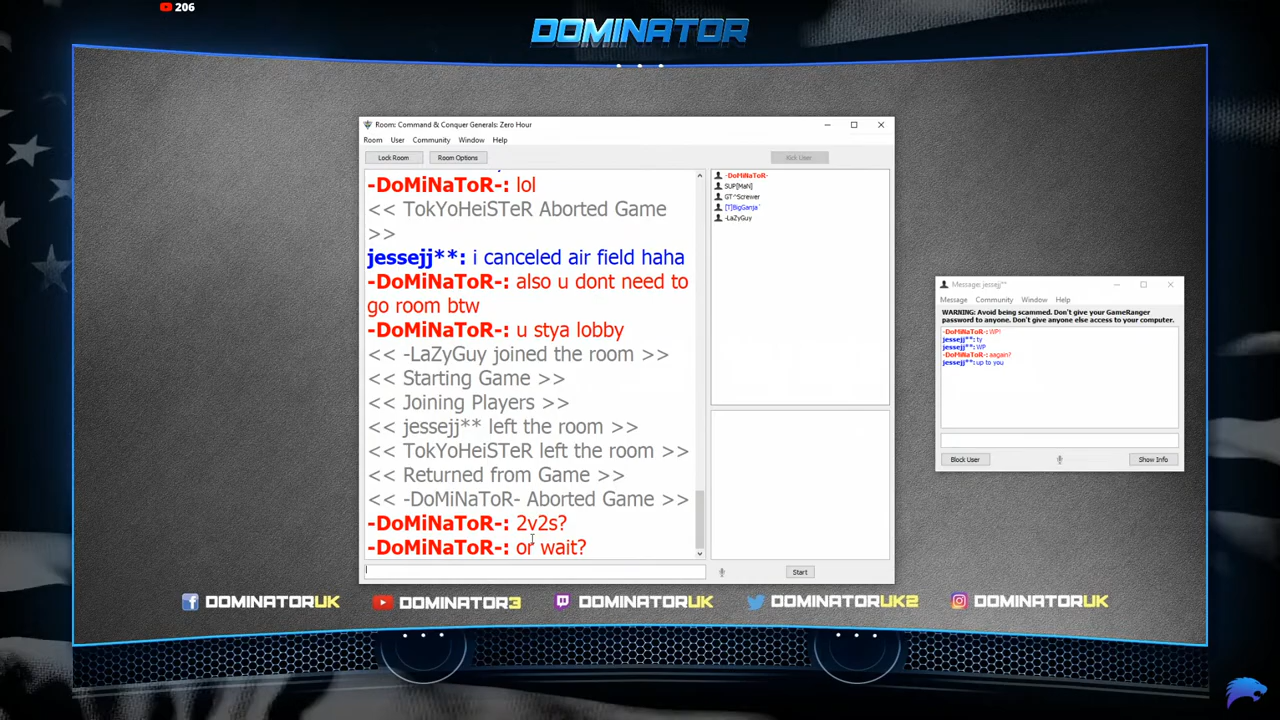 206
DOMINATOR
Room: Command & Conquer Generals: Zero Hour
Room User Community Window Help
Lock Room Room Options Kick User
-DoMiNaToR-: lol
<< TokYoHeiSTeR Aborted Game
>>
jessejj**: i canceled air field haha
-DoMiNaToR-: also u dont need to
go room btw
-DoMiNaToR-: u stya lobby
<< -LaZyGuy joined the room >>
<< Starting Game >>
<< Joining Players >>
<< jessejj** left the room >>
<< TokYoHeiSTeR left the room >>
<< Returned from Game >>
<< -DoMiNaToR- Aborted Game >>
-DoMiNaToR-: 2v2s?
-DoMiNaToR-: or wait?
Start
-DoMiNaToR-
SUP[MaN]
GT^Screwer
[T]BigGanja`
-LaZyGuy
Message: jessejj**
Message Community Window Help
WARNING: Avoid being scammed. Don't give your GameRanger
password to anyone. Don't give anyone else access to your computer.
-DoMiNaToR-: WP!
jessejj**: ty
jessejj**: WP
-DoMiNaToR-: aagain?
jessejj**: up to you
Block User Show Info
DOMINATORUK DOMINATOR3 DOMINATORUK DOMINATORUK2 DOMINATORUK